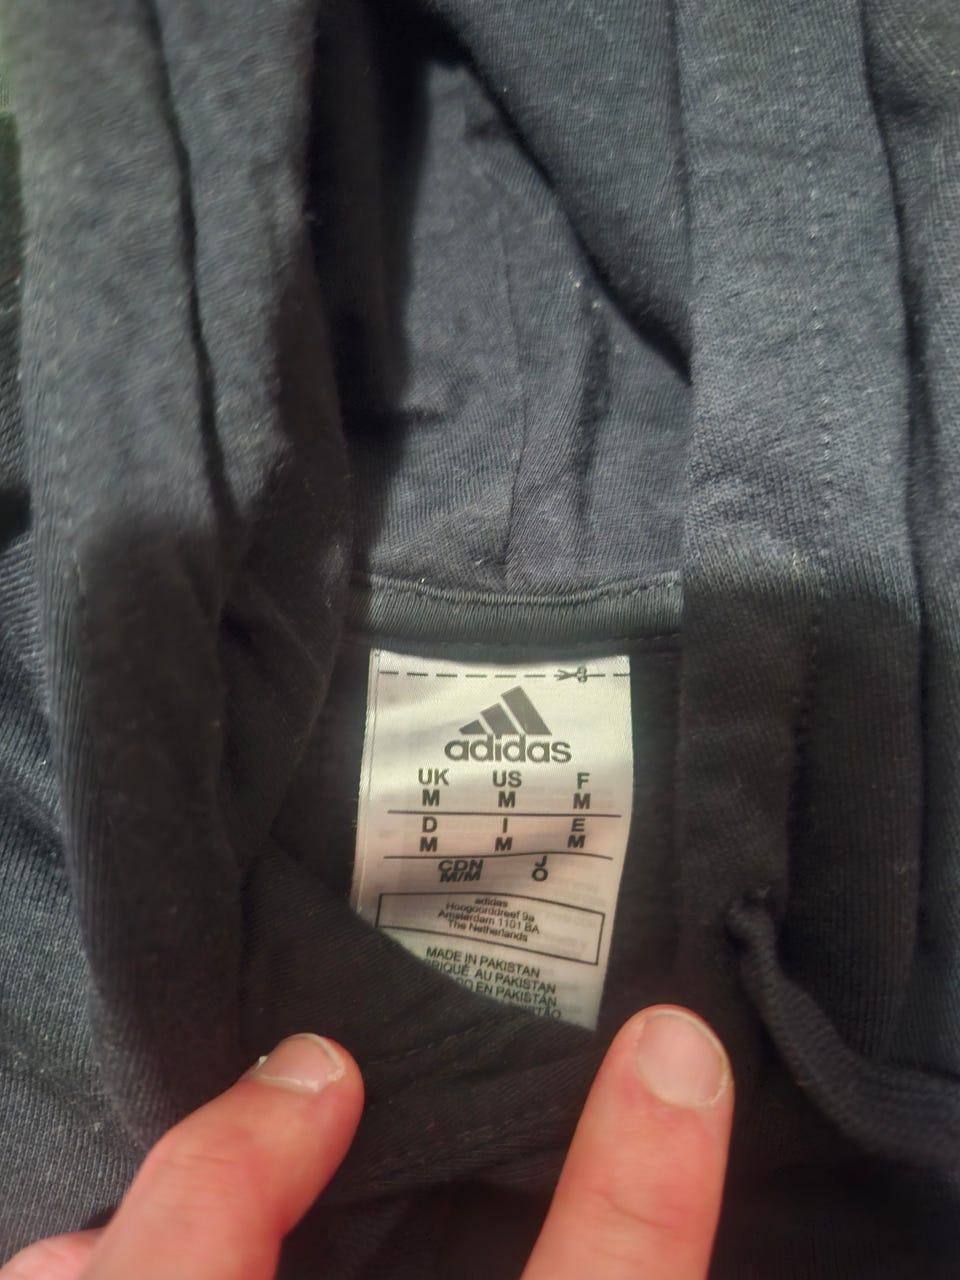 adidas
UK US F
M M M
D I E
M M M
CDN J
M/M O
adidas
Hoogoorddreef 9a
Amsterdam 1101 BA
The Netherlands
MADE IN PAKISTAN
AU PAKISTAN
EN PAKISTAN